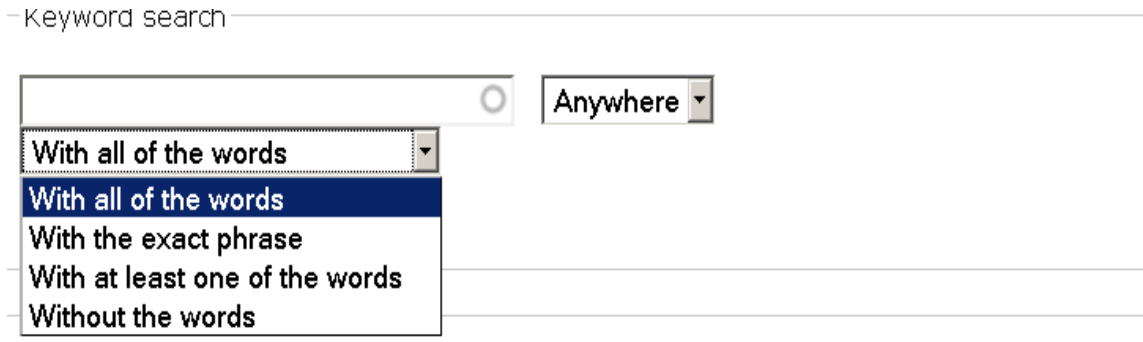 Keyword search
Anywhere
With all of the words
With all of the words
With the exact phrase
With at least one of the words
Without the words